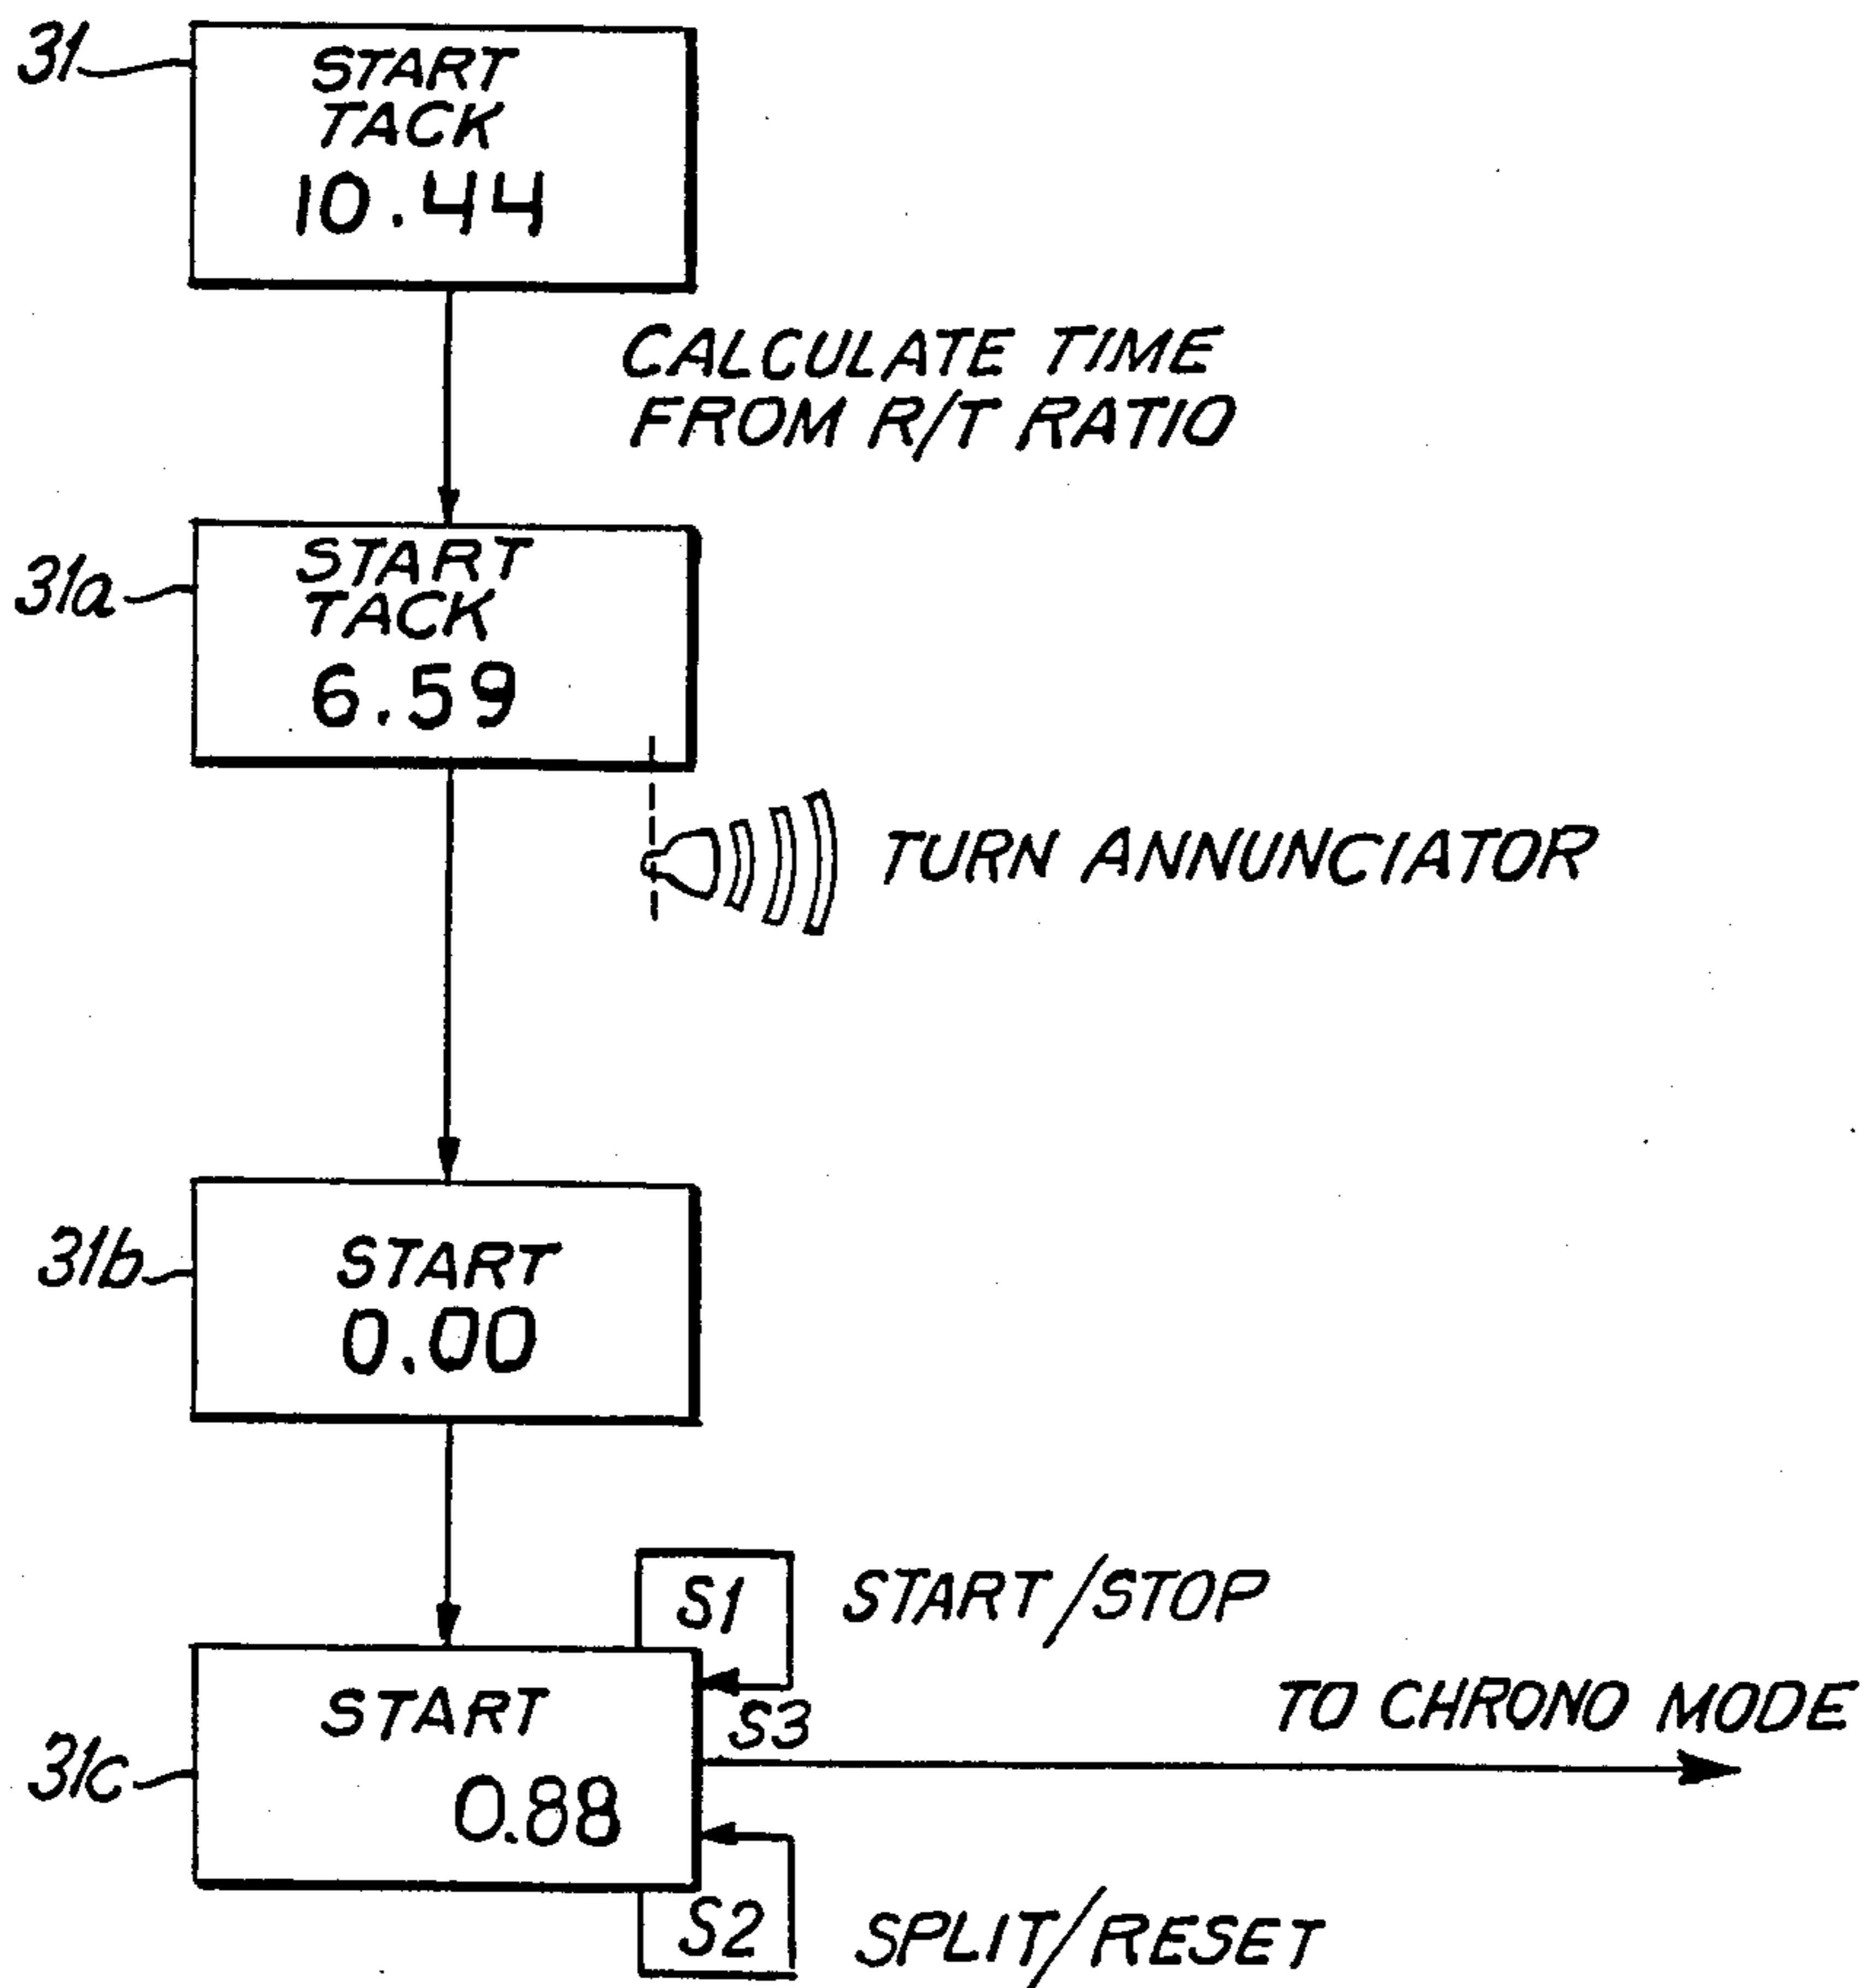 31
START
TACK
10.44
CALCULATE TIME
FROM R/T RATIO
31a
START
TACK
6.59
TURN ANNUNCIATOR
31b
START
0.00
S1
START/STOP
31c
START
0.88
S3
TO CHRONO MODE
S2
SPLIT/RESET